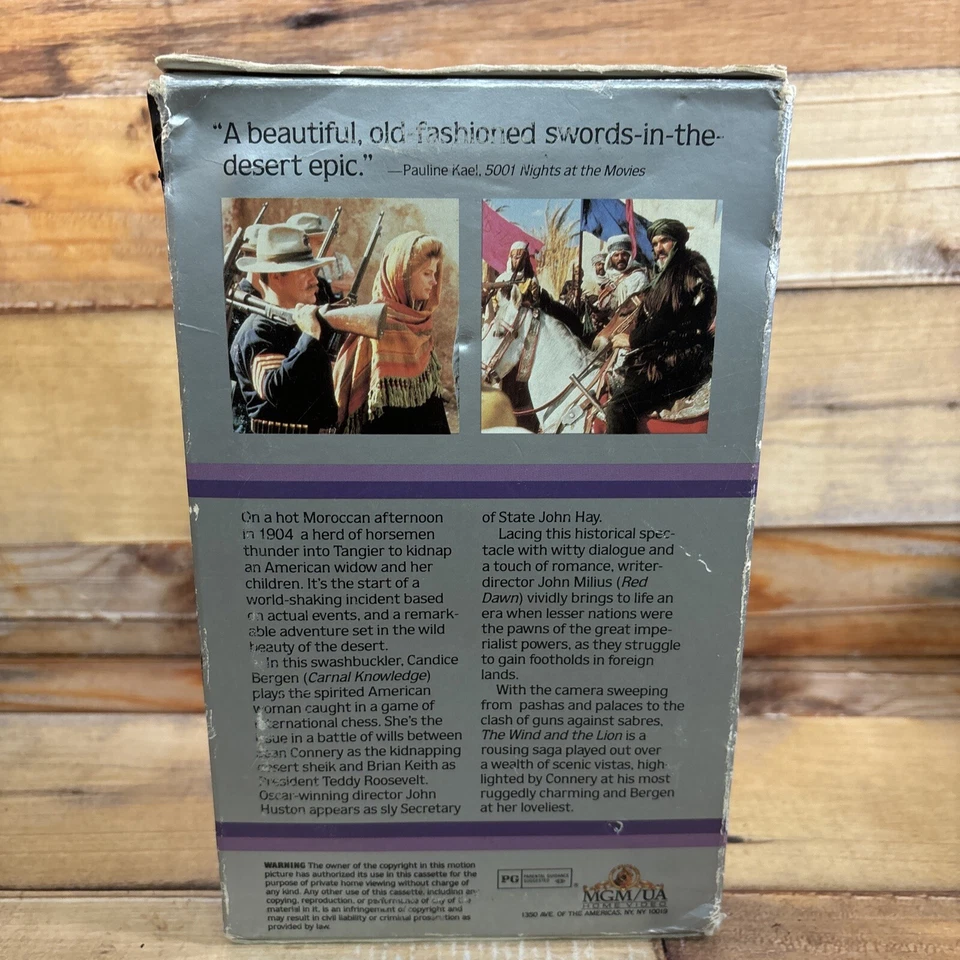 “A beautiful, old-fashioned swords-in-the-
desert epic.” —Pauline Kael, 5001 Nights at the Movies
On a hot Moroccan afternoon
in 1904 a herd of horsemen
thunder into Tangier to kidnap
an American widow and her
children. It's the start of a
world-shaking incident based
on actual events, and a remark-
able adventure set in the wild
beauty of the desert.
In this swashbuckler, Candice
Bergen (Carnal Knowledge)
plays the spirited American
woman caught in a game of
international chess. She's the
issue in a battle of wills between
Sean Connery as the kidnapping
desert sheik and Brian Keith as
President Teddy Roosevelt.
Oscar-winning director John
Huston appears as sly Secretary
of State John Hay.
Lacing this historical spec-
tacle with witty dialogue and
a touch of romance, writer-
director John Milius (Red
Dawn) vividly brings to life an
era when lesser nations were
the pawns of the great impe-
rialist powers, as they struggle
to gain footholds in foreign
lands.
With the camera sweeping
from pashas and palaces to the
clash of guns against sabres,
The Wind and the Lion is a
rousing saga played out over
a wealth of scenic vistas, high-
lighted by Connery at his most
ruggedly charming and Bergen
at her loveliest.
WARNING The owner of the copyright in this motion
picture has authorized its use in this cassette for the
purpose of private home viewing without charge of
any kind. Any other use of this cassette, including an
copying, reproduction, or performance of any of the
material in it, is an infringement of copyright and
may result in civil liability or criminal prosecution as
provided by law.
PG PARENTAL GUIDANCE
SUGGESTED
MGM/UA
HOME VIDEO
1350 AVE. OF THE AMERICAS, NY, NY 10019